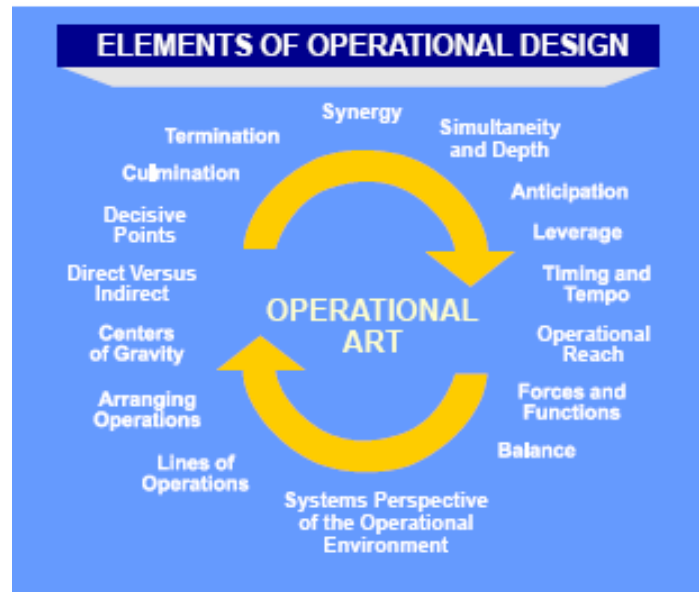 ELEMENTS OF OPERATIONAL DESIGN
Synergy
Simultaneity
and Depth
Anticipation
Leverage
Timing and
Tempo
Operational
Reach
Forces and
Functions
Balance
Systems Perspective
of the Operational
Environment
Lines of
Operations
Arranging
Operations
Centers
of Gravity
Direct Versus
Indirect
Decisive
Points
Culmination
Termination
OPERATIONAL
ART